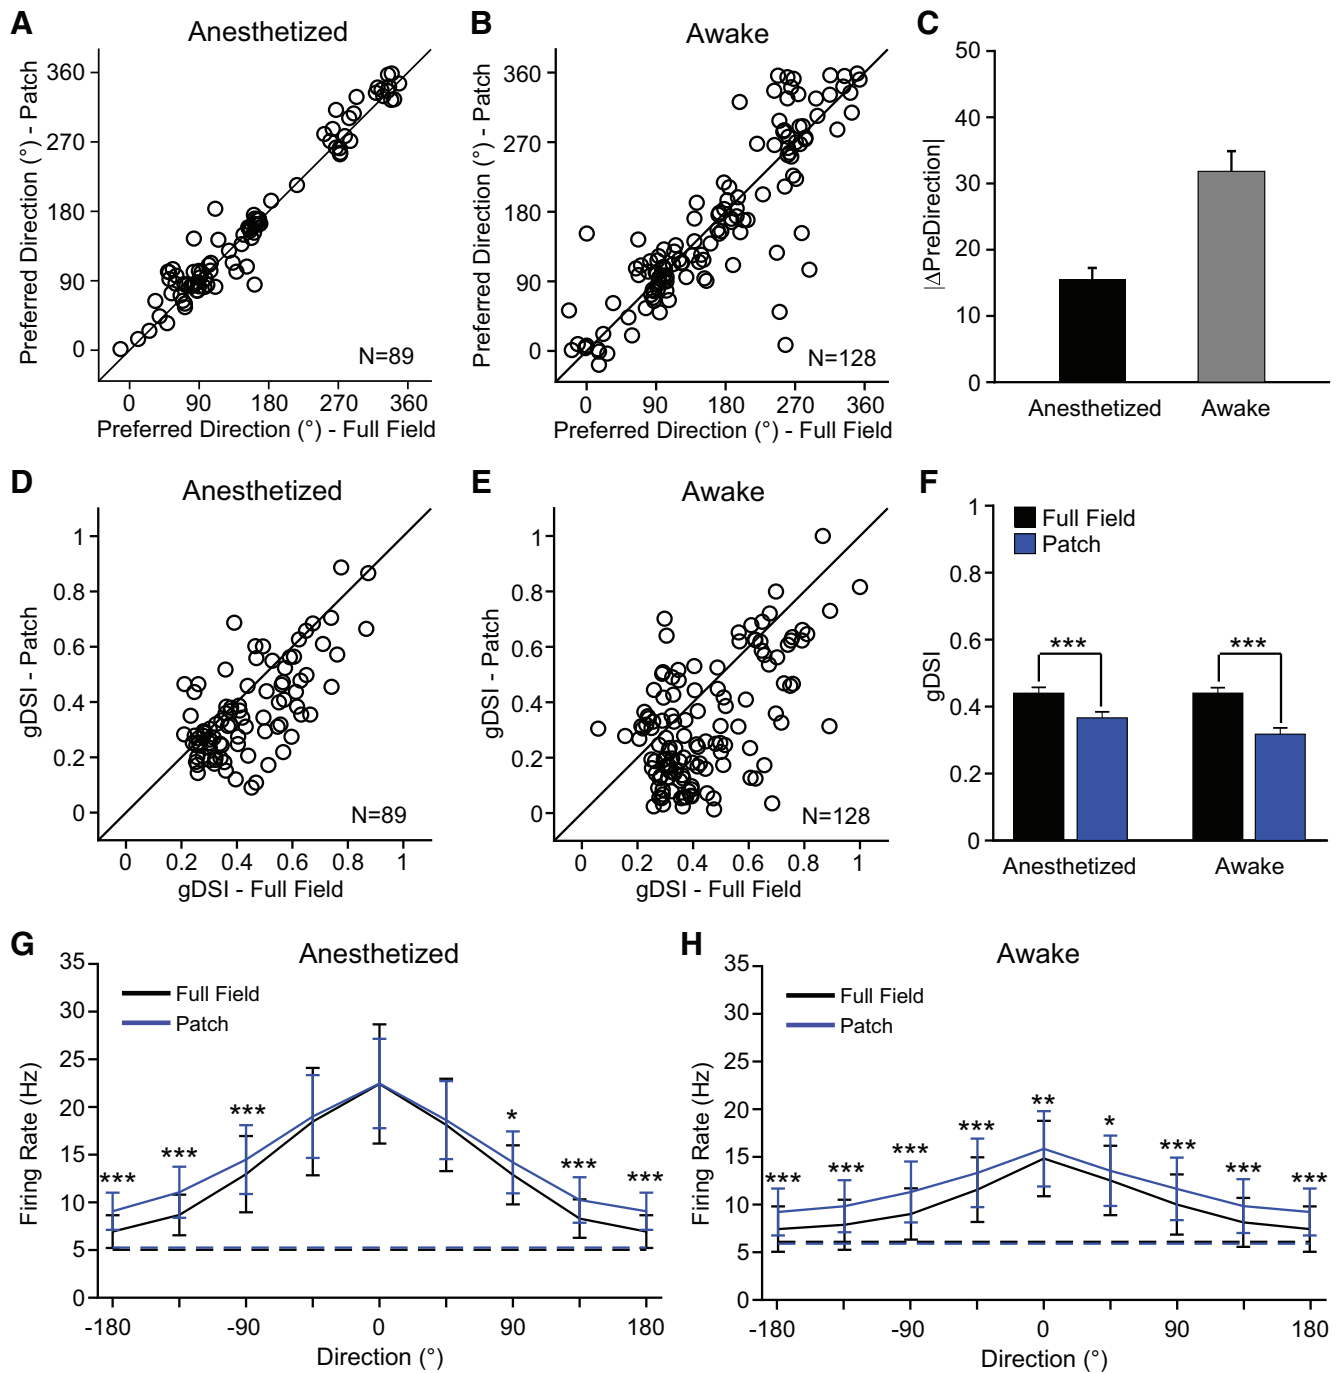 A
Anesthetized
Preferred Direction (°) - Patch
360
270
180
90
0
N=89
0 90 180 270 360
Preferred Direction (°) - Full Field
B
Awake
Preferred Direction (°) - Patch
360
270
180
90
0
N=128
0 90 180 270 360
Preferred Direction (°) - Full Field
C
|ΔPreDirection|
50
40
30
20
10
0
Anesthetized Awake
D
Anesthetized
gDSI - Patch
1
0.8
0.6
0.4
0.2
0
N=89
0 0.2 0.4 0.6 0.8 1
gDSI - Full Field
E
Awake
gDSI - Patch
1
0.8
0.6
0.4
0.2
0
N=128
0 0.2 0.4 0.6 0.8 1
gDSI - Full Field
F
Full Field
Patch
gDSI
1
0.8
0.6
0.4
0.2
0
*** ***
Anesthetized Awake
G
Anesthetized
Full Field
Patch
Firing Rate (Hz)
35
30
25
20
15
10
5
0
*** *** *** * *** ***
-180 -90 0 90 180
Direction (°)
H
Awake
Full Field
Patch
Firing Rate (Hz)
35
30
25
20
15
10
5
0
*** *** *** *** ** * *** *** ***
-180 -90 0 90 180
Direction (°)